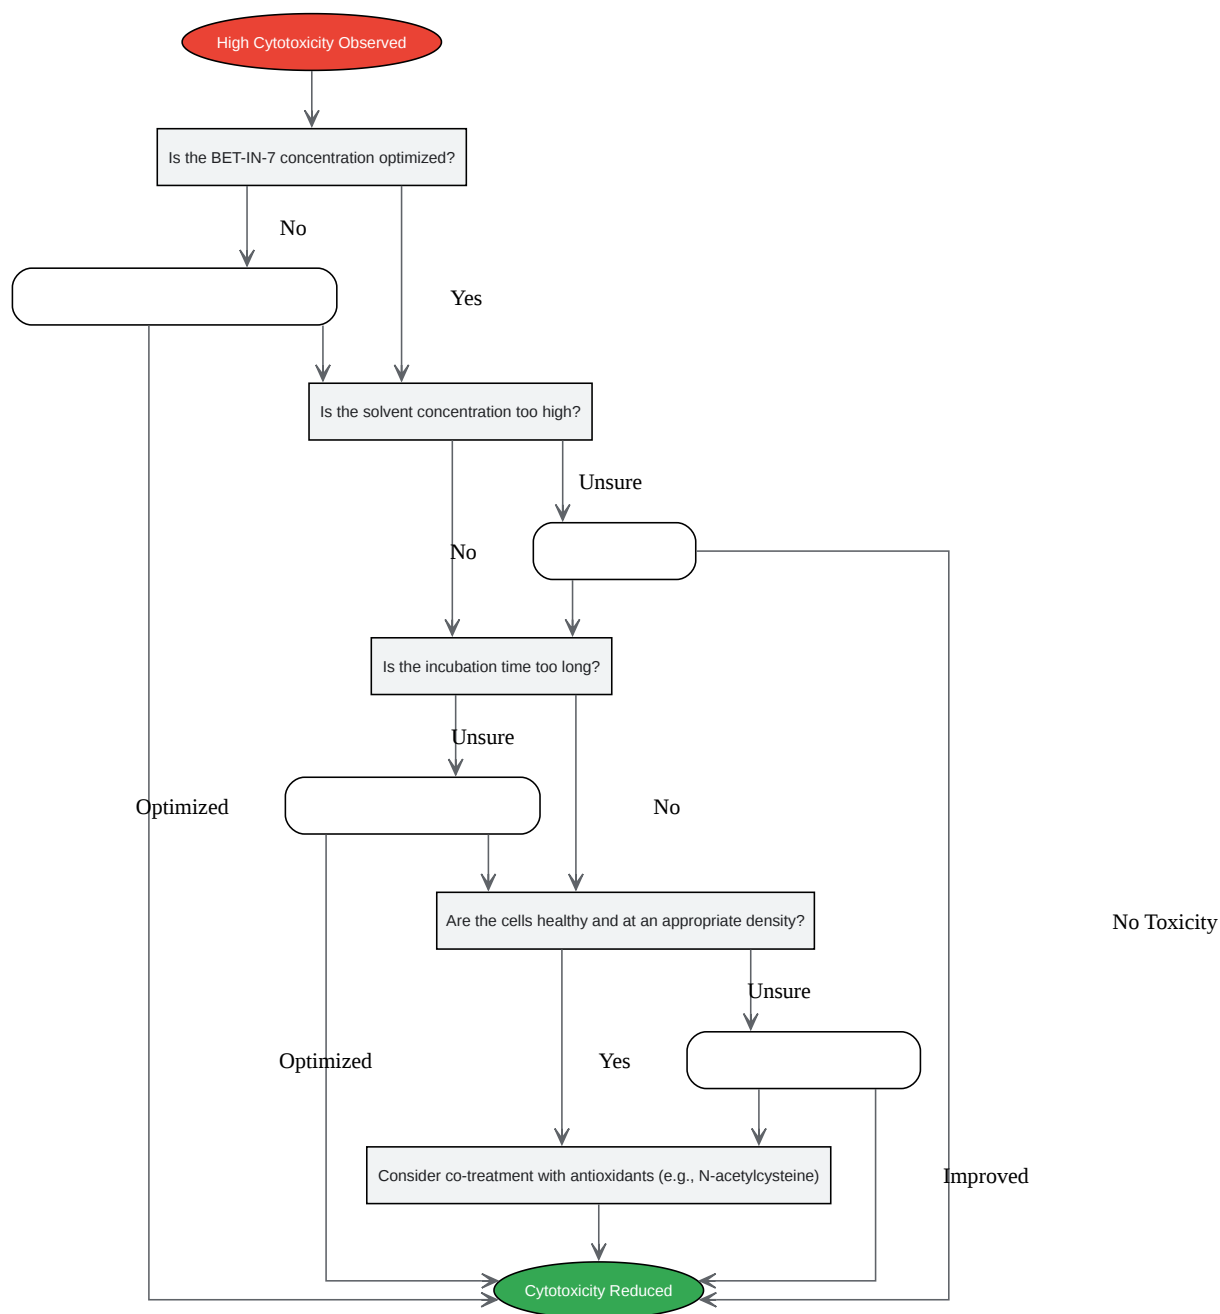 High Cytotoxicity Observed
Is the BET-IN-7 concentration optimized?
No
Yes
Is the solvent concentration too high?
Unsure
No
Is the incubation time too long?
Unsure
Optimized
No
Are the cells healthy and at an appropriate density?
No Toxicity
Unsure
Optimized
Yes
Consider co-treatment with antioxidants (e.g., N-acetylcysteine)
Improved
Cytotoxicity Reduced